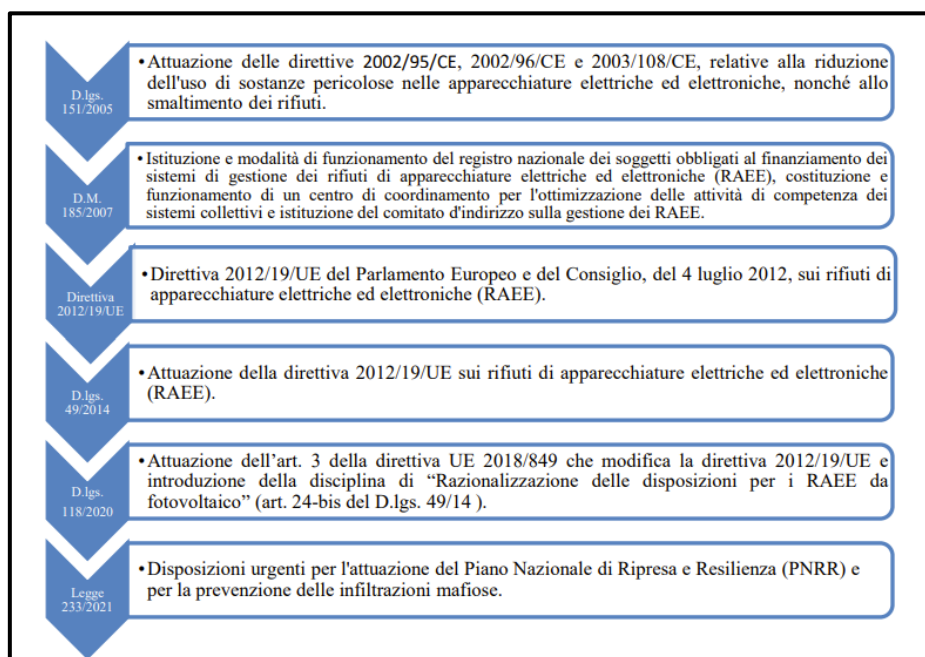 D.lgs.
151/2005
•Attuazione delle direttive 2002/95/CE, 2002/96/CE e 2003/108/CE, relative alla riduzione
dell'uso di sostanze pericolose nelle apparecchiature elettriche ed elettroniche, nonché allo
smaltimento dei rifiuti.
D.M.
185/2007
•Istituzione e modalità di funzionamento del registro nazionale dei soggetti obbligati al finanziamento dei
sistemi di gestione dei rifiuti di apparecchiature elettriche ed elettroniche (RAEE), costituzione e
funzionamento di un centro di coordinamento per l'ottimizzazione delle attività di competenza dei
sistemi collettivi e istituzione del comitato d'indirizzo sulla gestione dei RAEE.
Direttiva
2012/19/UE
•Direttiva 2012/19/UE del Parlamento Europeo e del Consiglio, del 4 luglio 2012, sui rifiuti di
apparecchiature elettriche ed elettroniche (RAEE).
D.lgs.
49/2014
•Attuazione della direttiva 2012/19/UE sui rifiuti di apparecchiature elettriche ed elettroniche
(RAEE).
D.lgs.
118/2020
•Attuazione dell’art. 3 della direttiva UE 2018/849 che modifica la direttiva 2012/19/UE e
introduzione della disciplina di “Razionalizzazione delle disposizioni per i RAEE da
fotovoltaico” (art. 24-bis del D.lgs. 49/14 ).
Legge
233/2021
•Disposizioni urgenti per l'attuazione del Piano Nazionale di Ripresa e Resilienza (PNRR) e
per la prevenzione delle infiltrazioni mafiose.